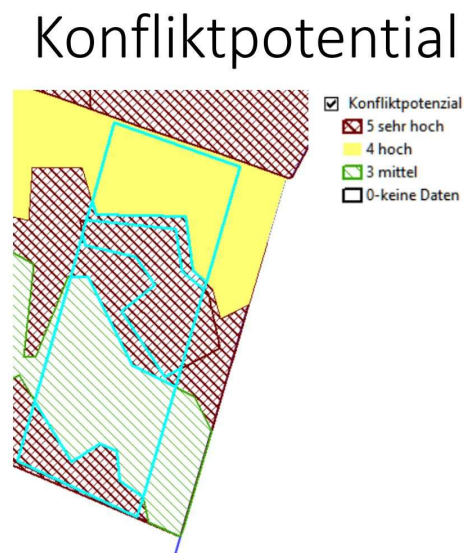 Konfliktpotential
Konfliktpotenzial
5 sehr hoch
4 hoch
3 mittel
0-keine Daten